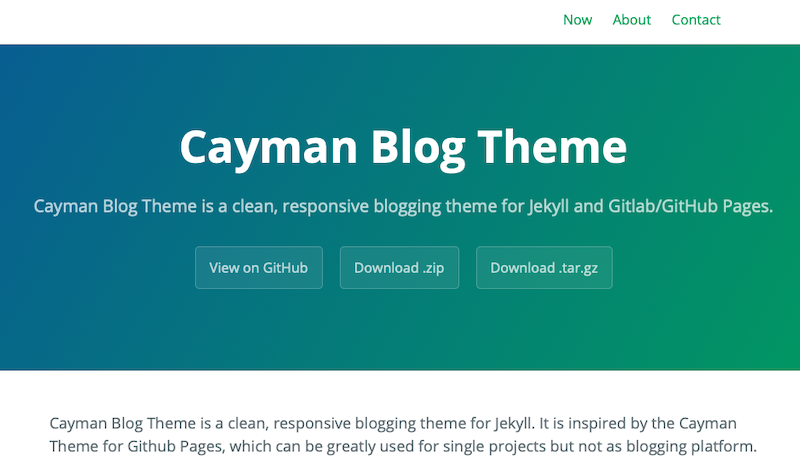 Now About Contact
Cayman Blog Theme
Cayman Blog Theme is a clean, responsive blogging theme for Jekyll and Gitlab/GitHub Pages.
View on GitHub Download .zip Download .tar.gz
Cayman Blog Theme is a clean, responsive blogging theme for Jekyll. It is inspired by the Cayman
Theme for Github Pages, which can be greatly used for single projects but not as blogging platform.